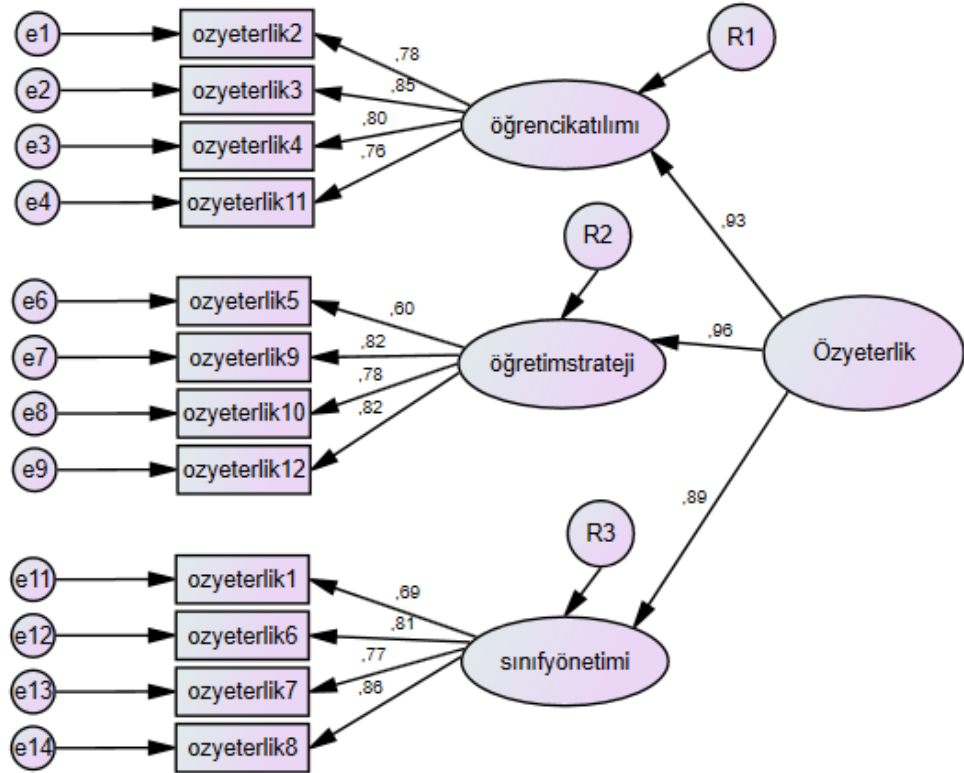 e1
ozyeterlik2
,78
R1
e2
ozyeterlik3
,85
öğrencikatılımı
e3
ozyeterlik4
,80
e4
ozyeterlik11
,76
,93
R2
e6
ozyeterlik5
,60
e7
ozyeterlik9
,82
öğretimstrateji
,96
Özyeterlik
e8
ozyeterlik10
,78
e9
ozyeterlik12
,82
,89
R3
e11
ozyeterlik1
,69
e12
ozyeterlik6
,81
sınıfyönetimi
e13
ozyeterlik7
,77
e14
ozyeterlik8
,86